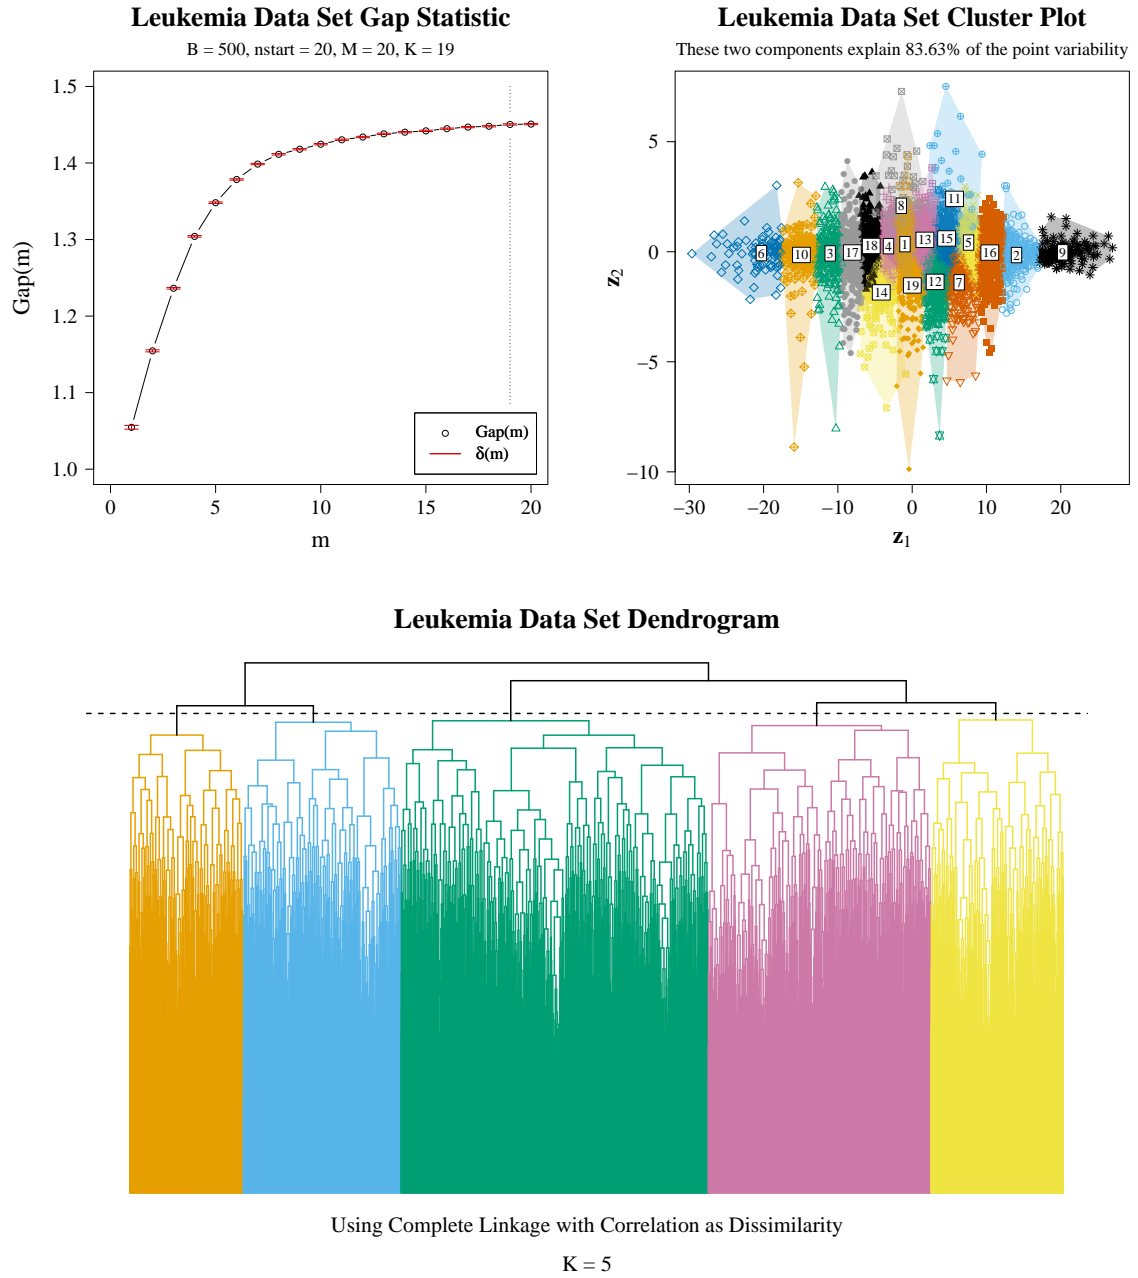 Leukemia Data Set Gap Statistic
B = 500, nstart = 20, M = 20, K = 19
1.5
1.4
1.3
1.2
1.1
1.0
Gap(m)
Gap(m)
δ(m)
0 5 10 15 20
m
Leukemia Data Set Cluster Plot
These two components explain 83.63% of the point variability
5
0
−5
−10
z2
11
8
13 15
6 10 3 17 18 4 1 5 16 2 9
14 19 12 7
−30 −20 −10 0 10 20
z1
Leukemia Data Set Dendrogram
Using Complete Linkage with Correlation as Dissimilarity
K = 5